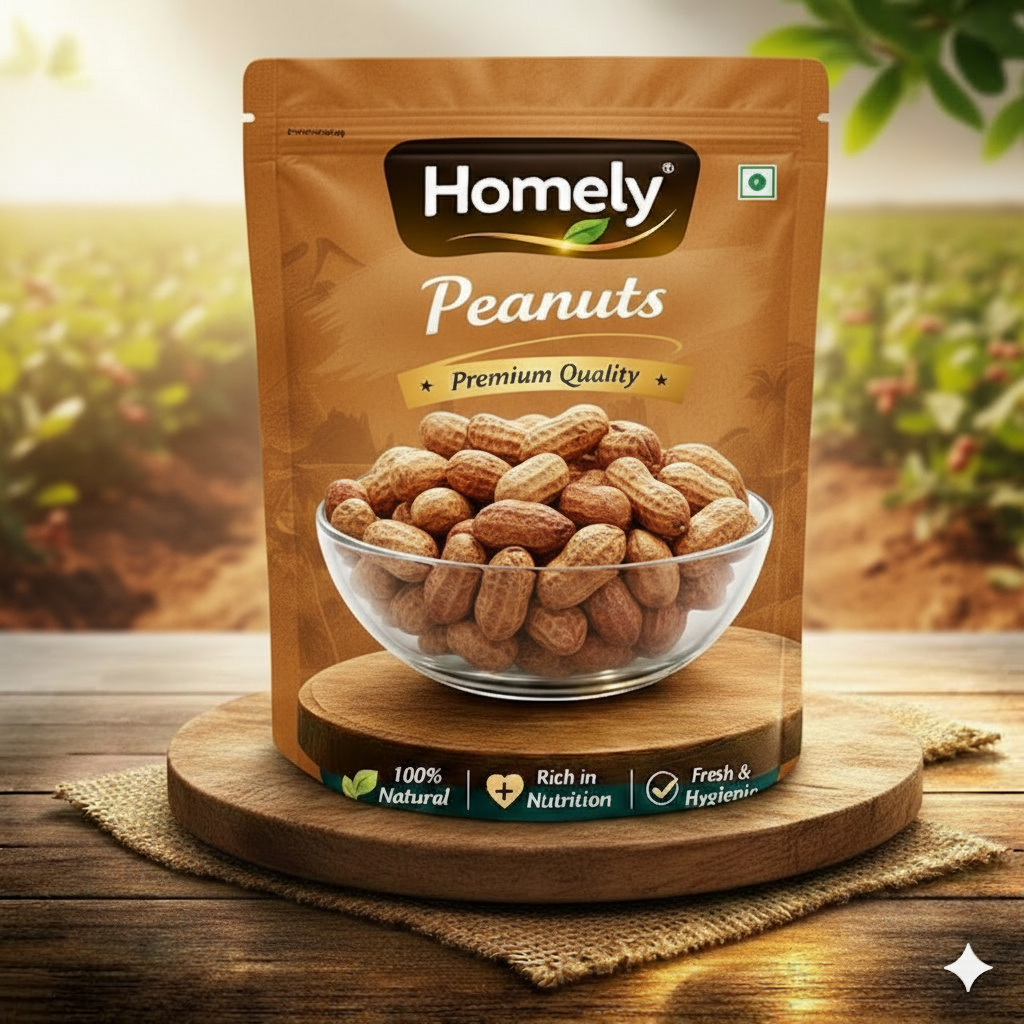 Homely®
Peanuts
★ Premium Quality ★
100%
Natural
Rich in
Nutrition
Fresh &
Hygienic